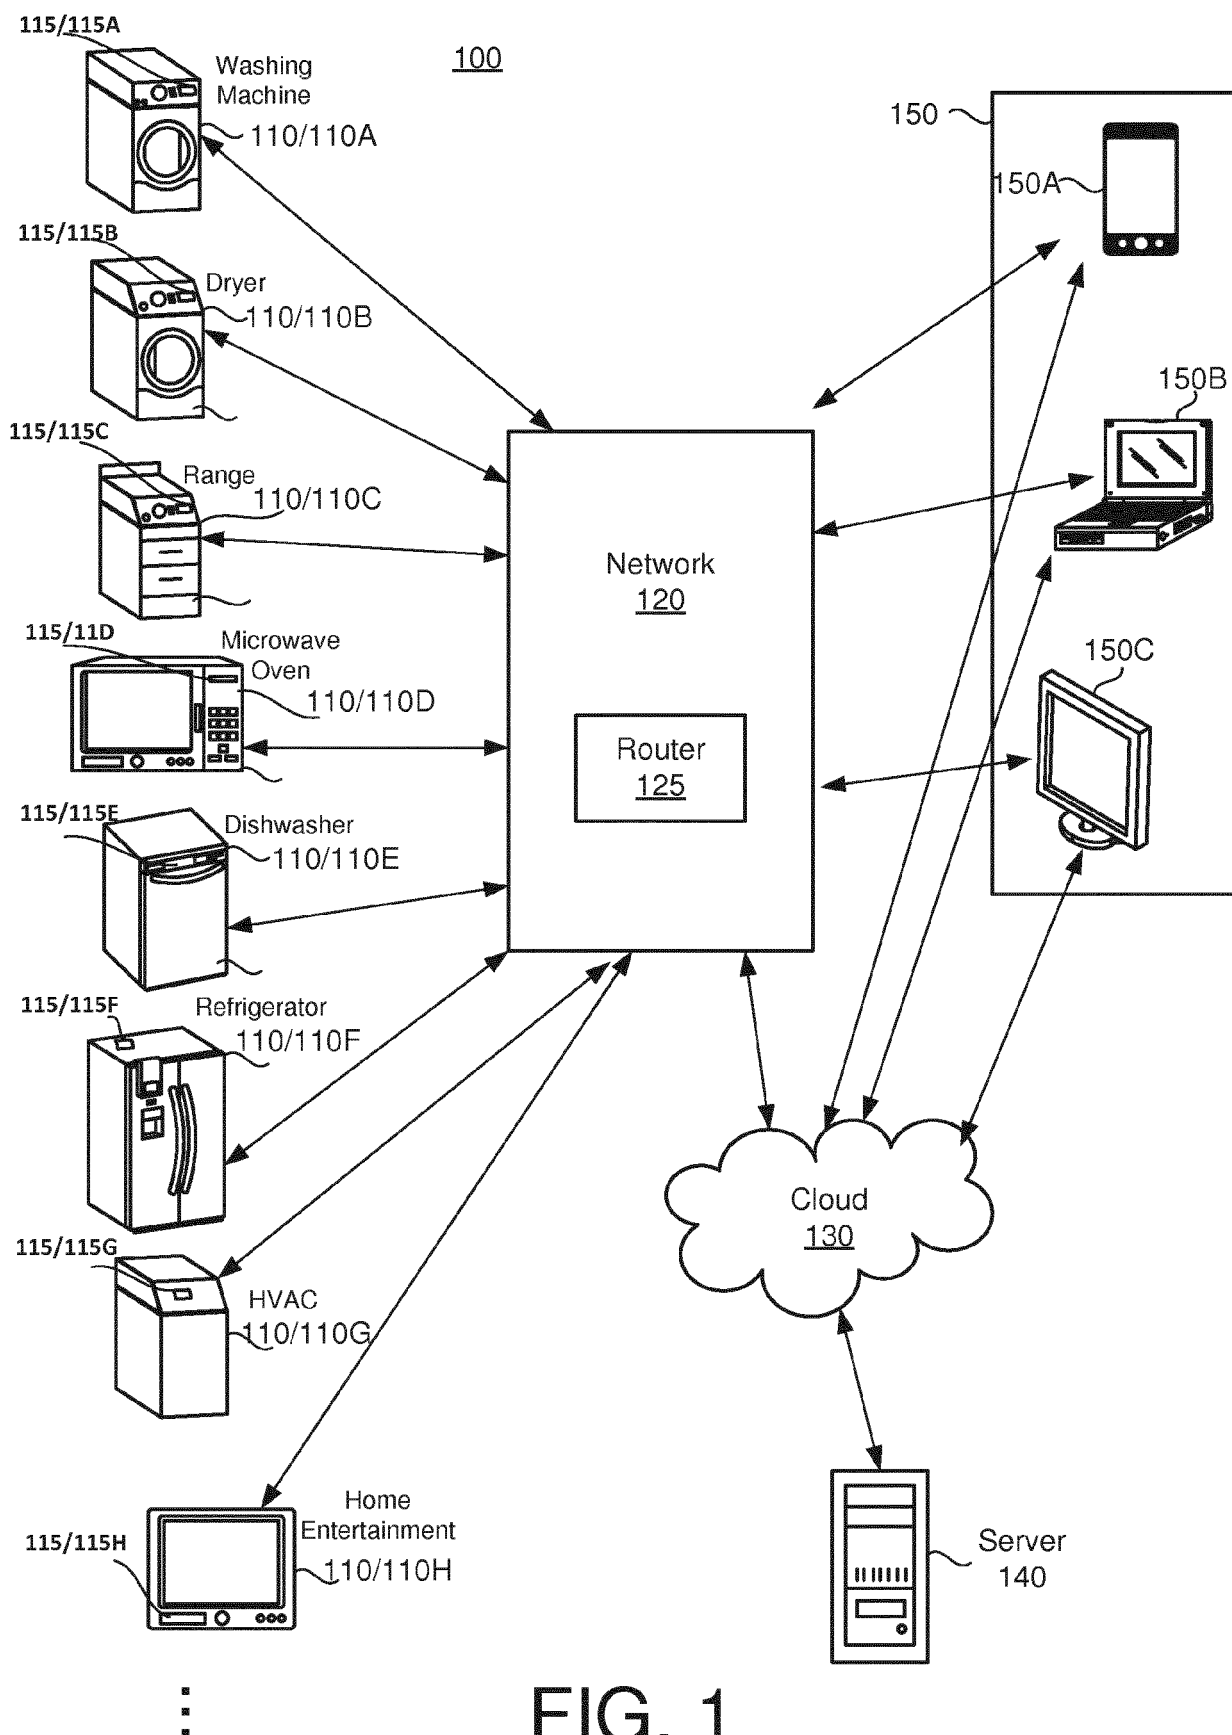 115/115A
Washing
Machine
110/110A
100
150
150A
115/115B
Dryer
110/110B
150B
115/115C
Range
110/110C
Network
120
Router
125
115/11D
Microwave
Oven
110/110D
150C
115/115E
Dishwasher
110/110E
115/115F
Refrigerator
110/110F
Cloud
130
115/115G
HVAC
110/110G
115/115H
Home
Entertainment
110/110H
Server
140
FIG. 1